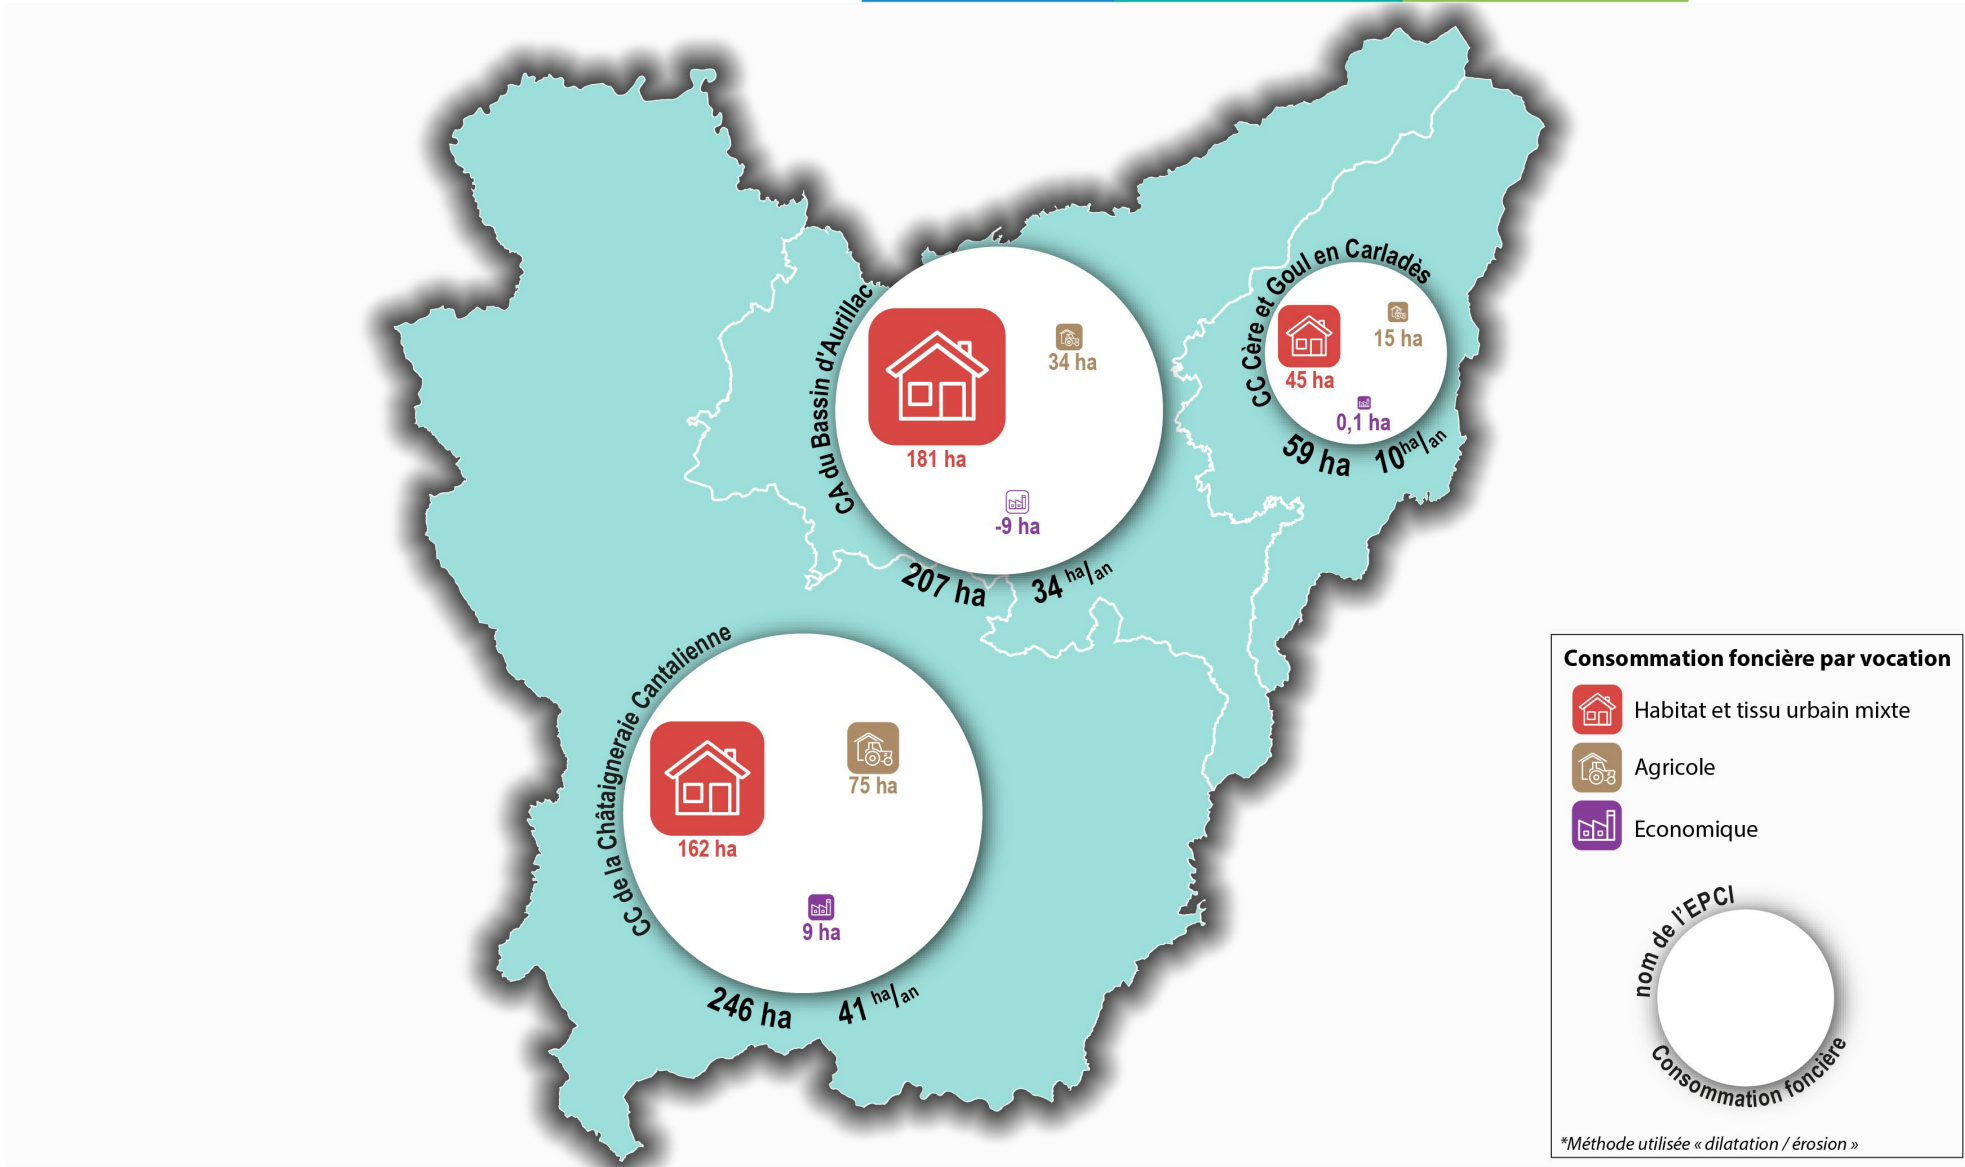 CA du Bassin d'Aurillac
181 ha
34 ha
-9 ha
207 ha 34 ha/an
CC Cère et Goul en Carladès
45 ha
15 ha
0,1 ha
59 ha 10 ha/an
CC de la Châtaigneraie Cantalienne
162 ha
75 ha
9 ha
246 ha 41 ha/an
Consommation foncière par vocation
Habitat et tissu urbain mixte
Agricole
Economique
nom de l'EPCI
Consommation foncière
*Méthode utilisée « dilatation / érosion »